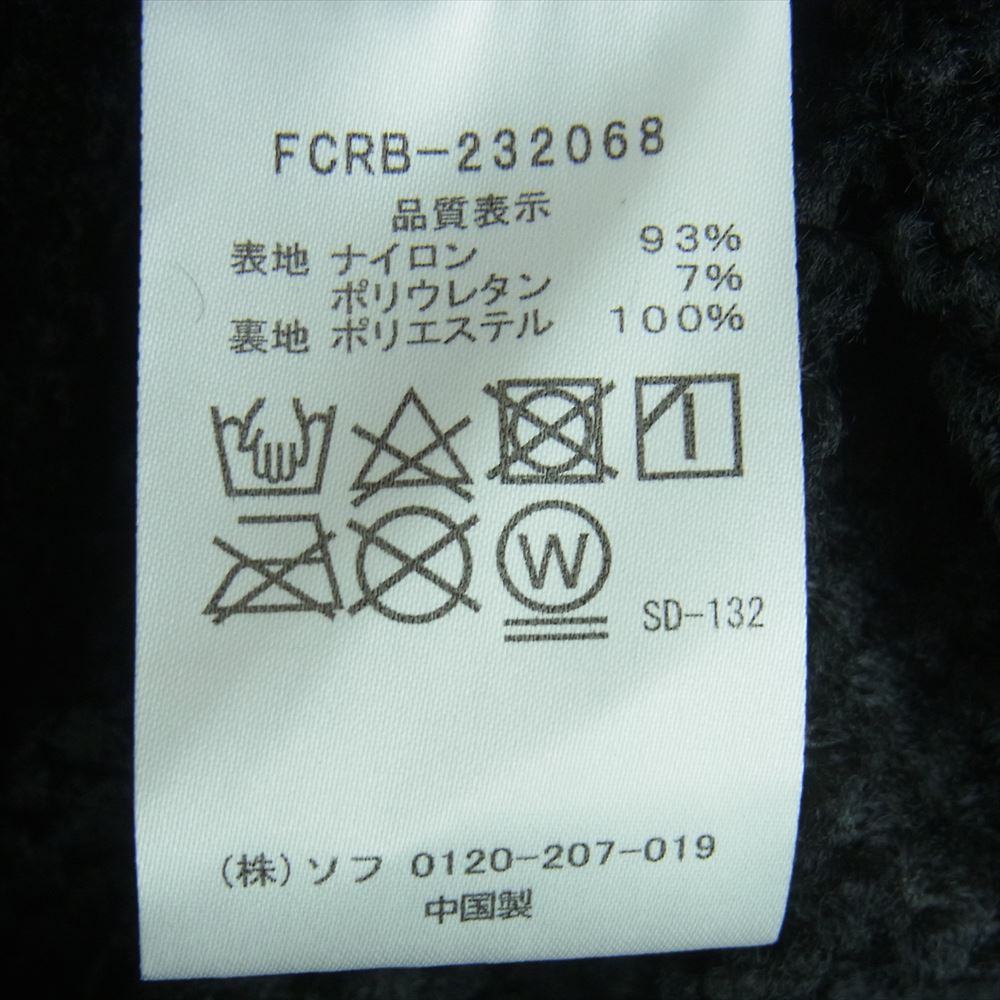 FCRB-232068
品質表示
表地 ナイロン 93%
ポリウレタン 7%
裏地 ポリエステル 100%
W
SD-132
(株)ソフ 0120-207-019
中国製